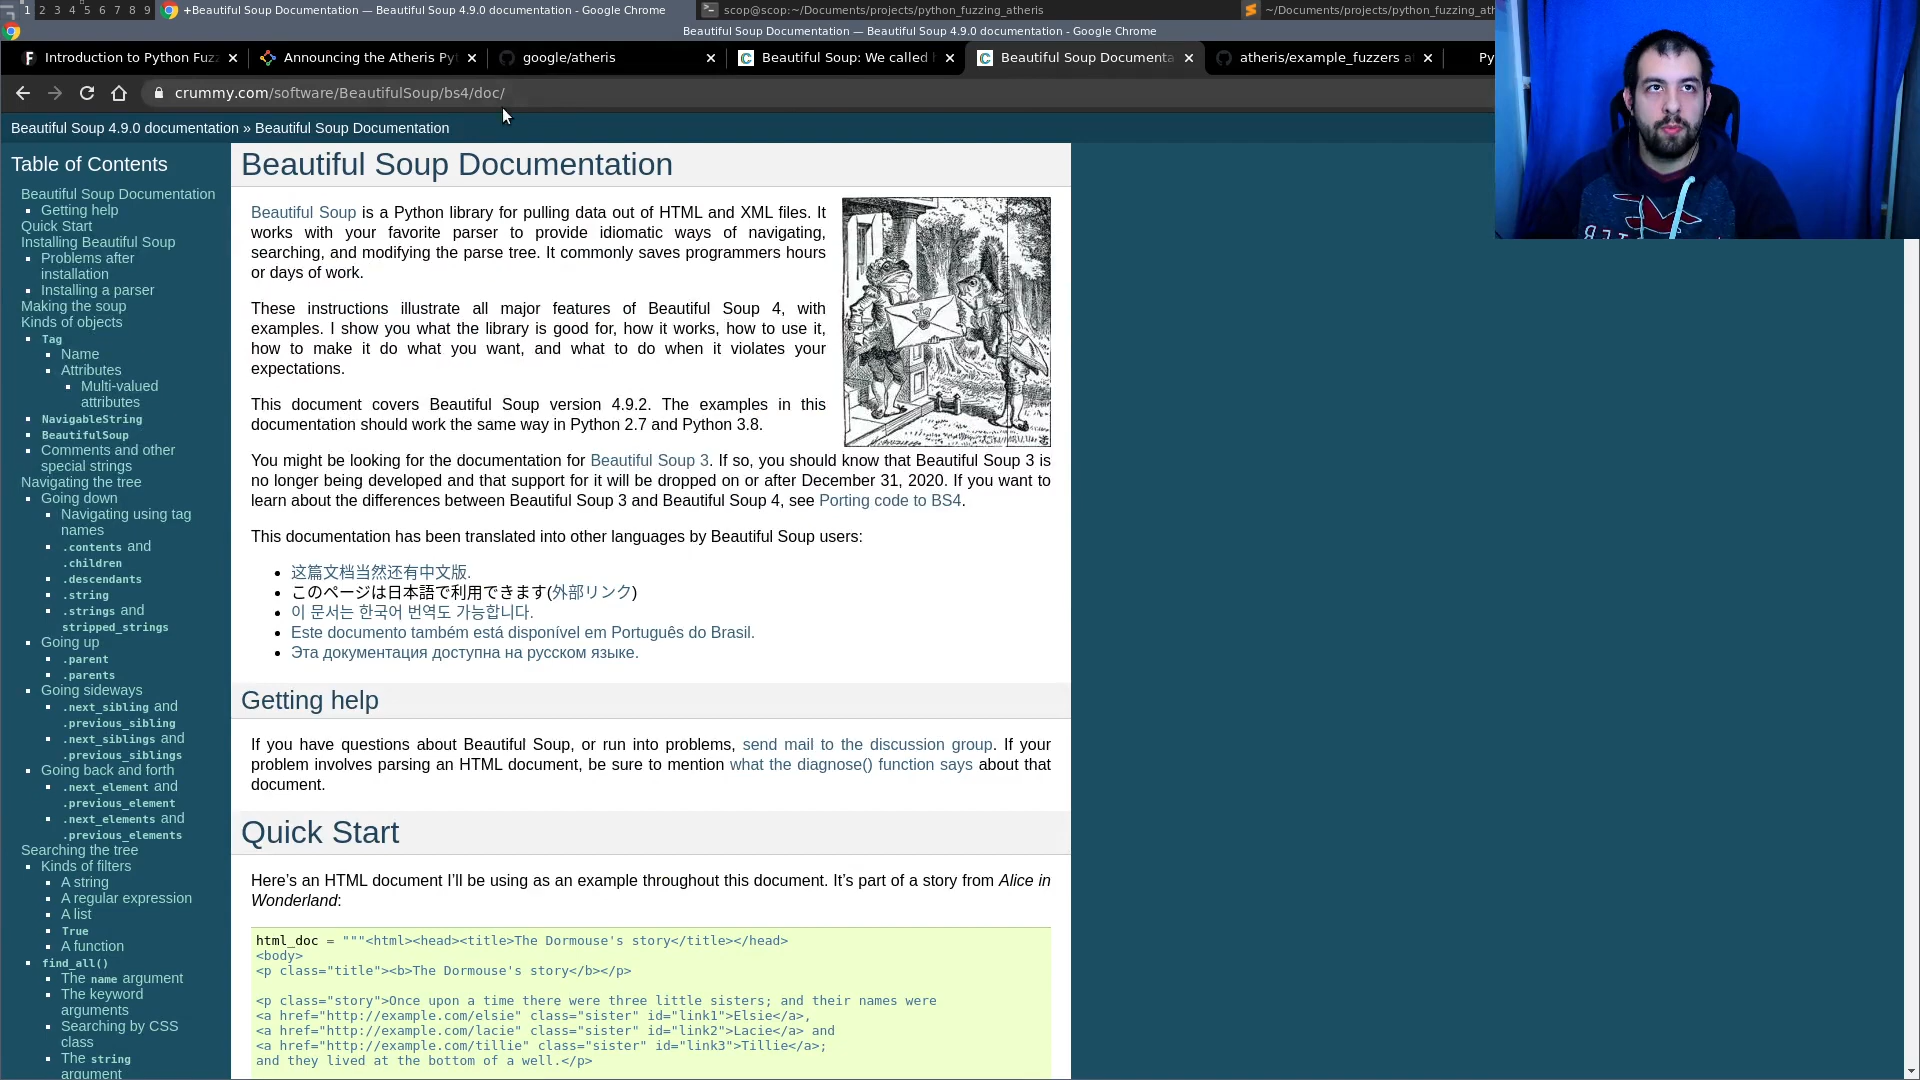 1 2 3 4 5 6 7 8 9 +Beautiful Soup Documentation — Beautiful Soup 4.9.0 documentation - Google Chrome scop@scop:~/Documents/projects/python_fuzzing_atheris ~/Documents/projects/python_fuzzing_ath
Beautiful Soup Documentation — Beautiful Soup 4.9.0 documentation - Google Chrome
Introduction to Python Fuzz Announcing the Atheris Py google/atheris Beautiful Soup: We called Beautiful Soup Documenta atheris/example_fuzzers a Py
crummy.com/software/BeautifulSoup/bs4/doc/
Beautiful Soup 4.9.0 documentation » Beautiful Soup Documentation
Table of Contents
Beautiful Soup Documentation
Getting help
Quick Start
Installing Beautiful Soup
Problems after
installation
Installing a parser
Making the soup
Kinds of objects
Tag
Name
Attributes
Multi-valued
attributes
NavigableString
BeautifulSoup
Comments and other
special strings
Navigating the tree
Going down
Navigating using tag
names
.contents and
.children
.descendants
.string
.strings and
stripped_strings
Going up
.parent
.parents
Going sideways
.next_sibling and
.previous_sibling
.next_siblings and
.previous_siblings
Going back and forth
.next_element and
.previous_element
.next_elements and
.previous_elements
Searching the tree
Kinds of filters
A string
A regular expression
A list
True
A function
find_all()
The name argument
The keyword
arguments
Searching by CSS
class
The string
argument
Beautiful Soup Documentation
Beautiful Soup is a Python library for pulling data out of HTML and XML files. It
works with your favorite parser to provide idiomatic ways of navigating,
searching, and modifying the parse tree. It commonly saves programmers hours
or days of work.
These instructions illustrate all major features of Beautiful Soup 4, with
examples. I show you what the library is good for, how it works, how to use it,
how to make it do what you want, and what to do when it violates your
expectations.
This document covers Beautiful Soup version 4.9.2. The examples in this
documentation should work the same way in Python 2.7 and Python 3.8.
You might be looking for the documentation for Beautiful Soup 3. If so, you should know that Beautiful Soup 3 is
no longer being developed and that support for it will be dropped on or after December 31, 2020. If you want to
learn about the differences between Beautiful Soup 3 and Beautiful Soup 4, see Porting code to BS4.
This documentation has been translated into other languages by Beautiful Soup users:
这篇文档当然还有中文版.
このページは日本語で利用できます(外部リンク)
이 문서는 한국어 번역도 가능합니다.
Este documento também está disponível em Português do Brasil.
Эта документация доступна на русском языке.
Getting help
If you have questions about Beautiful Soup, or run into problems, send mail to the discussion group. If your
problem involves parsing an HTML document, be sure to mention what the diagnose() function says about that
document.
Quick Start
Here's an HTML document I'll be using as an example throughout this document. It's part of a story from Alice in
Wonderland:
html_doc = """<html><head><title>The Dormouse's story</title></head>
<body>
<p class="title"><b>The Dormouse's story</b></p>
<p class="story">Once upon a time there were three little sisters; and their names were
<a href="http://example.com/elsie" class="sister" id="link1">Elsie</a>,
<a href="http://example.com/lacie" class="sister" id="link2">Lacie</a> and
<a href="http://example.com/tillie" class="sister" id="link3">Tillie</a>;
and they lived at the bottom of a well.</p>